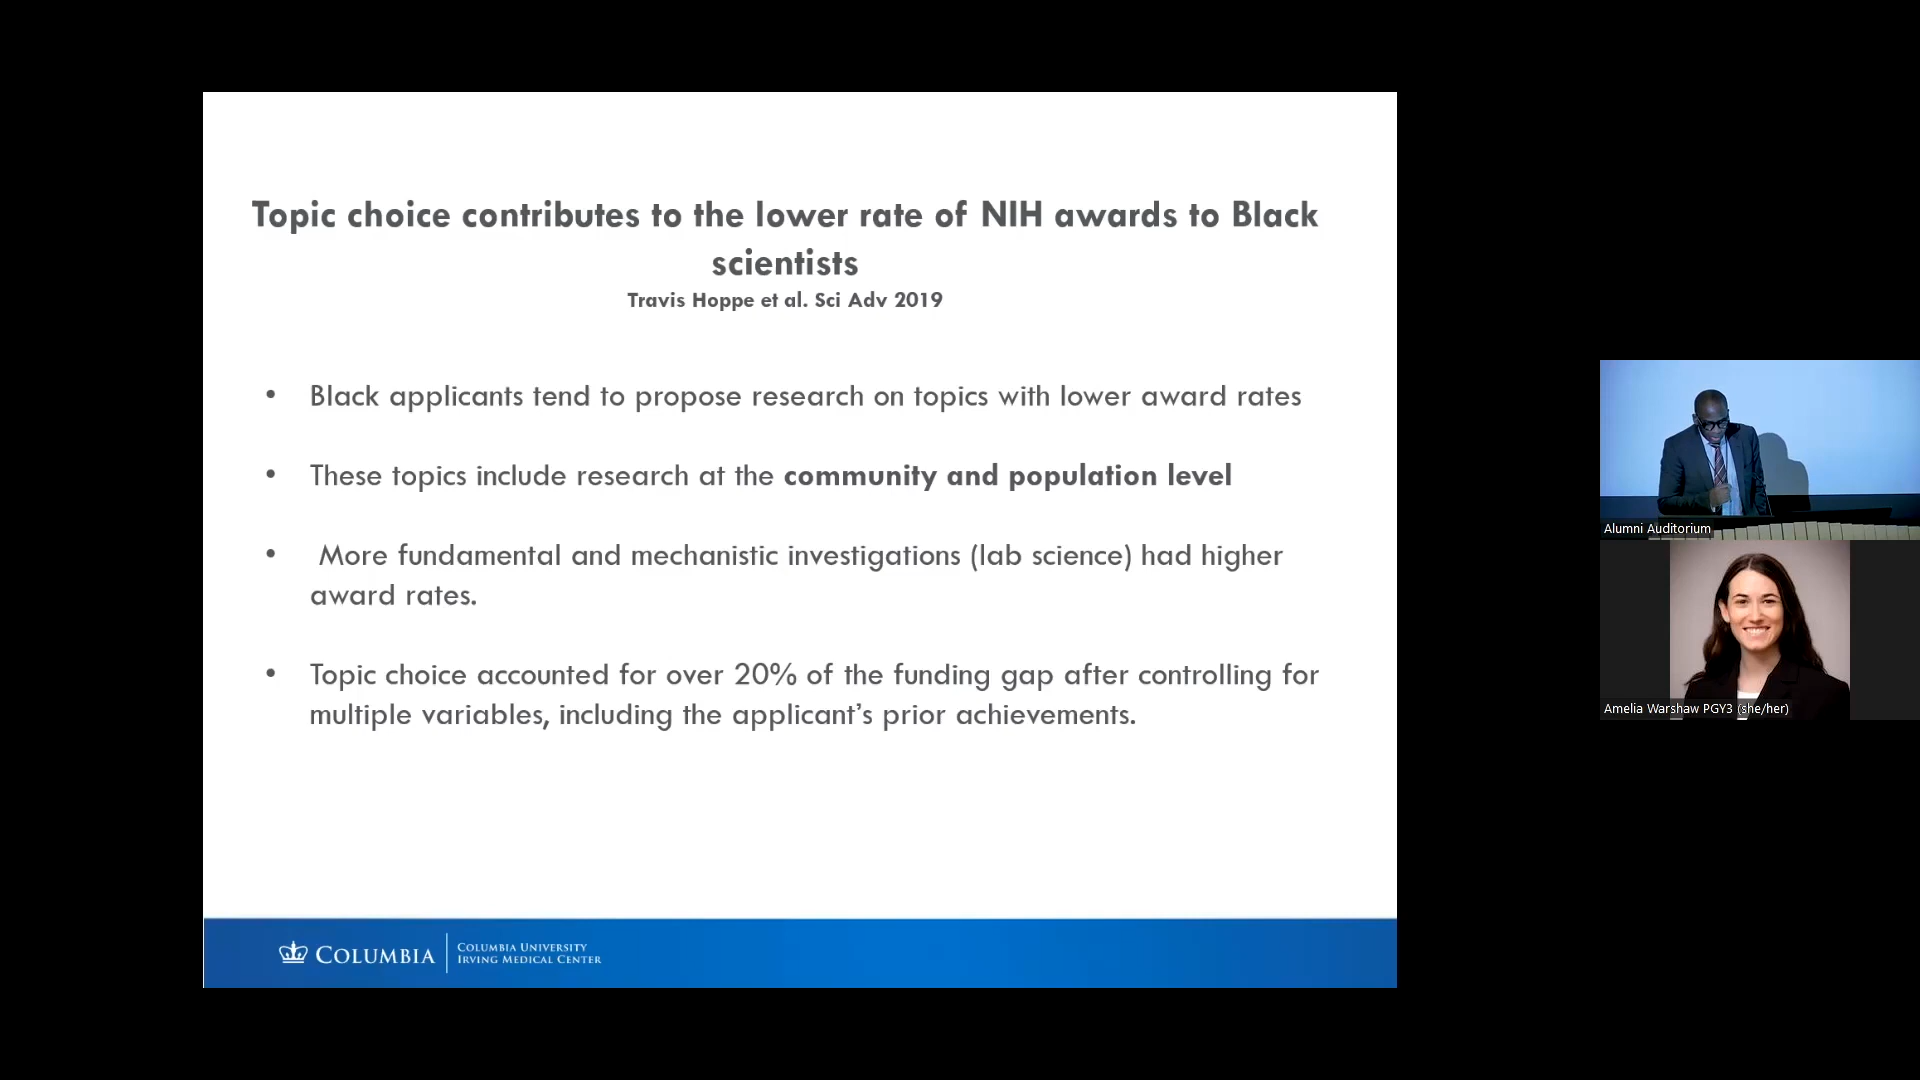 Topic choice contributes to the lower rate of NIH awards to Black
scientists
Travis Hoppe et al. Sci Adv 2019
• Black applicants tend to propose research on topics with lower award rates
• These topics include research at the community and population level
• More fundamental and mechanistic investigations (lab science) had higher
award rates.
• Topic choice accounted for over 20% of the funding gap after controlling for
multiple variables, including the applicant’s prior achievements.
COLUMBIA
COLUMBIA UNIVERSITY
IRVING MEDICAL CENTER
Alumni Auditorium
Amelia Warshaw PGY3 (she/her)